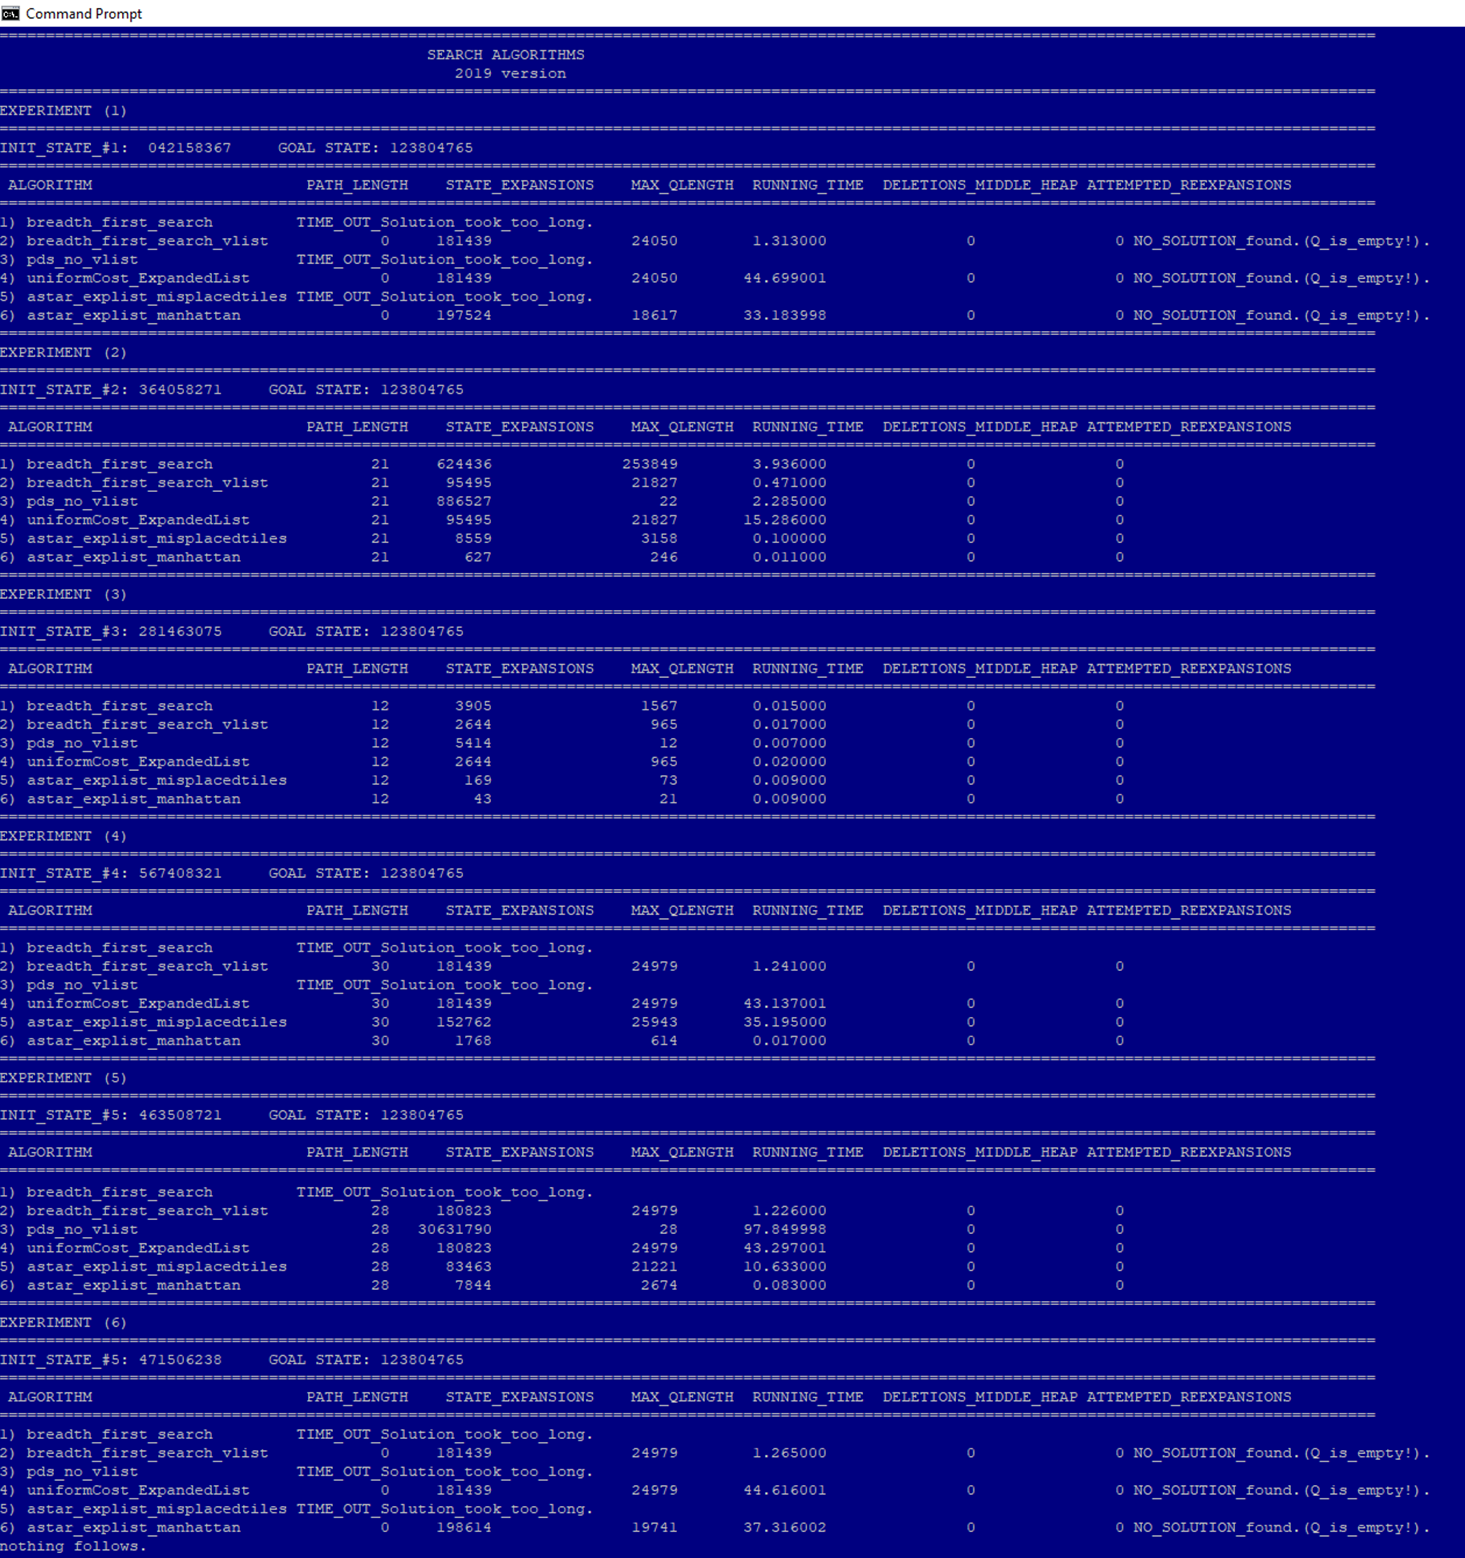 Command Prompt
SEARCH ALGORITHMS
2019 version
EXPERIMENT (1)
INIT_STATE_#1:  042158367     GOAL STATE: 123804765
ALGORITHM PATH_LENGTH STATE_EXPANSIONS MAX_QLENGTH RUNNING_TIME DELETIONS_MIDDLE_HEAP ATTEMPTED_REEXPANSIONS
1) breadth_first_search TIME_OUT_Solution_took_too_long.
2) breadth_first_search_vlist 0 181439 24050 1.313000 0 0 NO_SOLUTION_found.(Q_is_empty!).
3) pds_no_vlist TIME_OUT_Solution_took_too_long.
4) uniformCost_ExpandedList 0 181439 24050 44.699001 0 0 NO_SOLUTION_found.(Q_is_empty!).
5) astar_explist_misplacedtiles TIME_OUT_Solution_took_too_long.
6) astar_explist_manhattan 0 197524 18617 33.183998 0 0 NO_SOLUTION_found.(Q_is_empty!).
EXPERIMENT (2)
INIT_STATE_#2: 364058271     GOAL STATE: 123804765
ALGORITHM PATH_LENGTH STATE_EXPANSIONS MAX_QLENGTH RUNNING_TIME DELETIONS_MIDDLE_HEAP ATTEMPTED_REEXPANSIONS
1) breadth_first_search 21 624436 253849 3.936000 0 0
2) breadth_first_search_vlist 21 95495 21827 0.471000 0 0
3) pds_no_vlist 21 886527 22 2.285000 0 0
4) uniformCost_ExpandedList 21 95495 21827 15.286000 0 0
5) astar_explist_misplacedtiles 21 8559 3158 0.100000 0 0
6) astar_explist_manhattan 21 627 246 0.011000 0 0
EXPERIMENT (3)
INIT_STATE_#3: 281463075     GOAL STATE: 123804765
ALGORITHM PATH_LENGTH STATE_EXPANSIONS MAX_QLENGTH RUNNING_TIME DELETIONS_MIDDLE_HEAP ATTEMPTED_REEXPANSIONS
1) breadth_first_search 12 3905 1567 0.015000 0 0
2) breadth_first_search_vlist 12 2644 965 0.017000 0 0
3) pds_no_vlist 12 5414 12 0.007000 0 0
4) uniformCost_ExpandedList 12 2644 965 0.020000 0 0
5) astar_explist_misplacedtiles 12 169 73 0.009000 0 0
6) astar_explist_manhattan 12 43 21 0.009000 0 0
EXPERIMENT (4)
INIT_STATE_#4: 567408321     GOAL STATE: 123804765
ALGORITHM PATH_LENGTH STATE_EXPANSIONS MAX_QLENGTH RUNNING_TIME DELETIONS_MIDDLE_HEAP ATTEMPTED_REEXPANSIONS
1) breadth_first_search TIME_OUT_Solution_took_too_long.
2) breadth_first_search_vlist 30 181439 24979 1.241000 0 0
3) pds_no_vlist TIME_OUT_Solution_took_too_long.
4) uniformCost_ExpandedList 30 181439 24979 43.137001 0 0
5) astar_explist_misplacedtiles 30 152762 25943 35.195000 0 0
6) astar_explist_manhattan 30 1768 614 0.017000 0 0
EXPERIMENT (5)
INIT_STATE_#5: 463508721     GOAL STATE: 123804765
ALGORITHM PATH_LENGTH STATE_EXPANSIONS MAX_QLENGTH RUNNING_TIME DELETIONS_MIDDLE_HEAP ATTEMPTED_REEXPANSIONS
1) breadth_first_search TIME_OUT_Solution_took_too_long.
2) breadth_first_search_vlist 28 180823 24979 1.226000 0 0
3) pds_no_vlist 28 30631790 28 97.849998 0 0
4) uniformCost_ExpandedList 28 180823 24979 43.297001 0 0
5) astar_explist_misplacedtiles 28 83463 21221 10.633000 0 0
6) astar_explist_manhattan 28 7844 2674 0.083000 0 0
EXPERIMENT (6)
INIT_STATE_#5: 471506238     GOAL STATE: 123804765
ALGORITHM PATH_LENGTH STATE_EXPANSIONS MAX_QLENGTH RUNNING_TIME DELETIONS_MIDDLE_HEAP ATTEMPTED_REEXPANSIONS
1) breadth_first_search TIME_OUT_Solution_took_too_long.
2) breadth_first_search_vlist 0 181439 24979 1.265000 0 0 NO_SOLUTION_found.(Q_is_empty!).
3) pds_no_vlist TIME_OUT_Solution_took_too_long.
4) uniformCost_ExpandedList 0 181439 24979 44.616001 0 0 NO_SOLUTION_found.(Q_is_empty!).
5) astar_explist_misplacedtiles TIME_OUT_Solution_took_too_long.
6) astar_explist_manhattan 0 198614 19741 37.316002 0 0 NO_SOLUTION_found.(Q_is_empty!).
nothing follows.